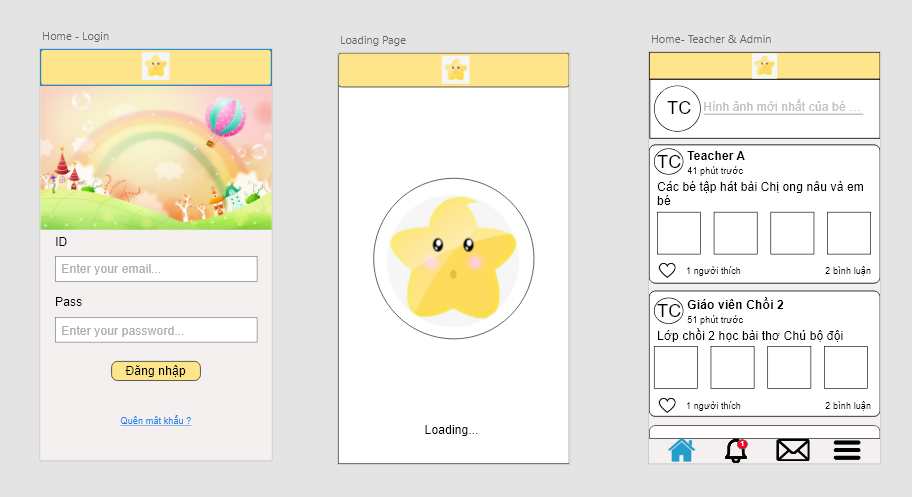 Home - Login
ID
Enter your email...
Pass
Enter your password...
Đăng nhập
Quên mât khẩu ?
Loading Page
Loading...
Home- Teacher & Admin
TC
Hình ảnh mới nhất của bé ...
TC
Teacher A
41 phút trước
Các bé tập hát bài Chị ong nâu vả em
bé
1 người thích
2 bình luận
TC
Giáo viên Chồi 2
51 phút trước
Lớp chồi 2 học bài thơ Chú bộ đội
1 người thích
2 bình luận
1